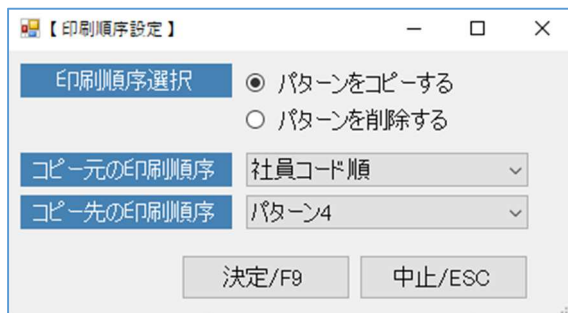 【印刷順序設定】
印刷順序選択 パターンをコピーする
パターンを削除する
コピー元の印刷順序 社員コード順
コピー先の印刷順序 パターン4
決定/F9 中止/ESC